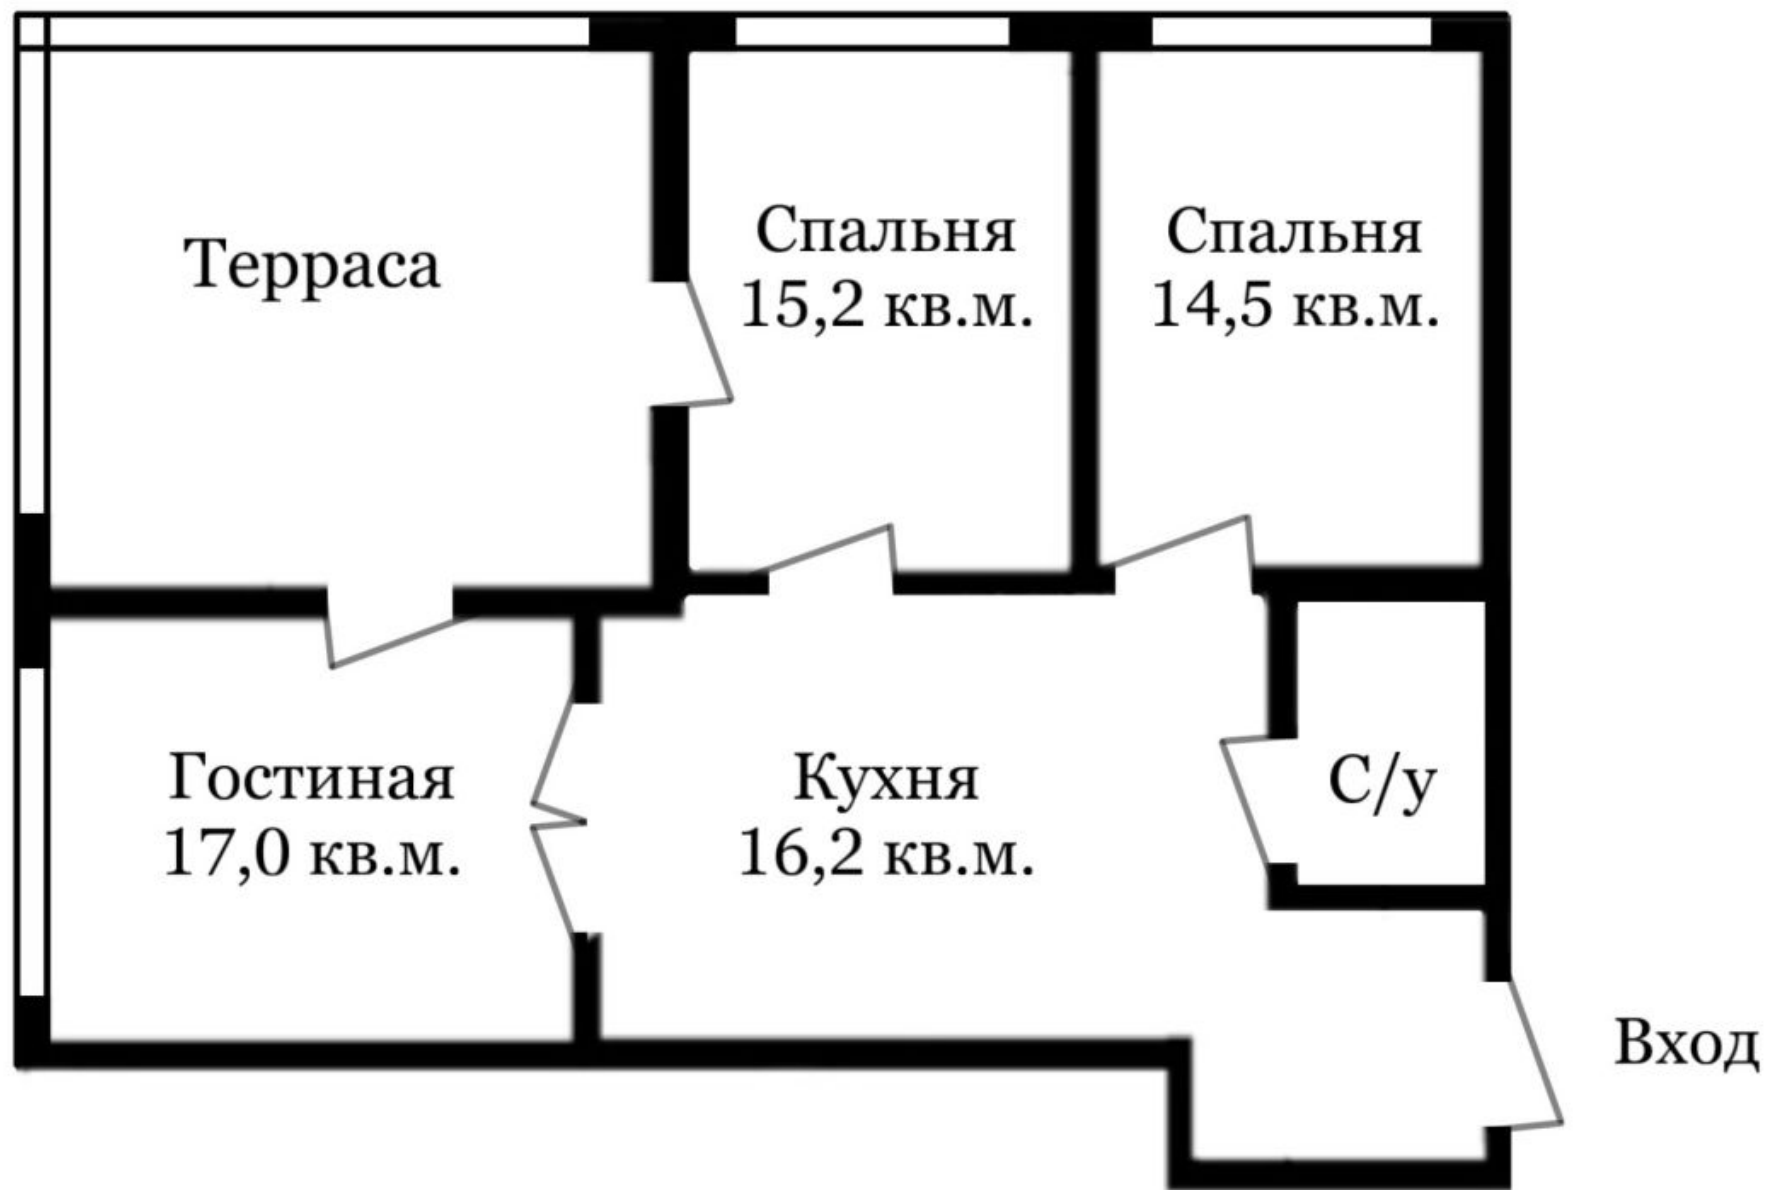 Терраса
Спальня
15,2 кв.м.
Спальня
14,5 кв.м.
Гостиная
17,0 кв.м.
Кухня
16,2 кв.м.
С/у
Вход